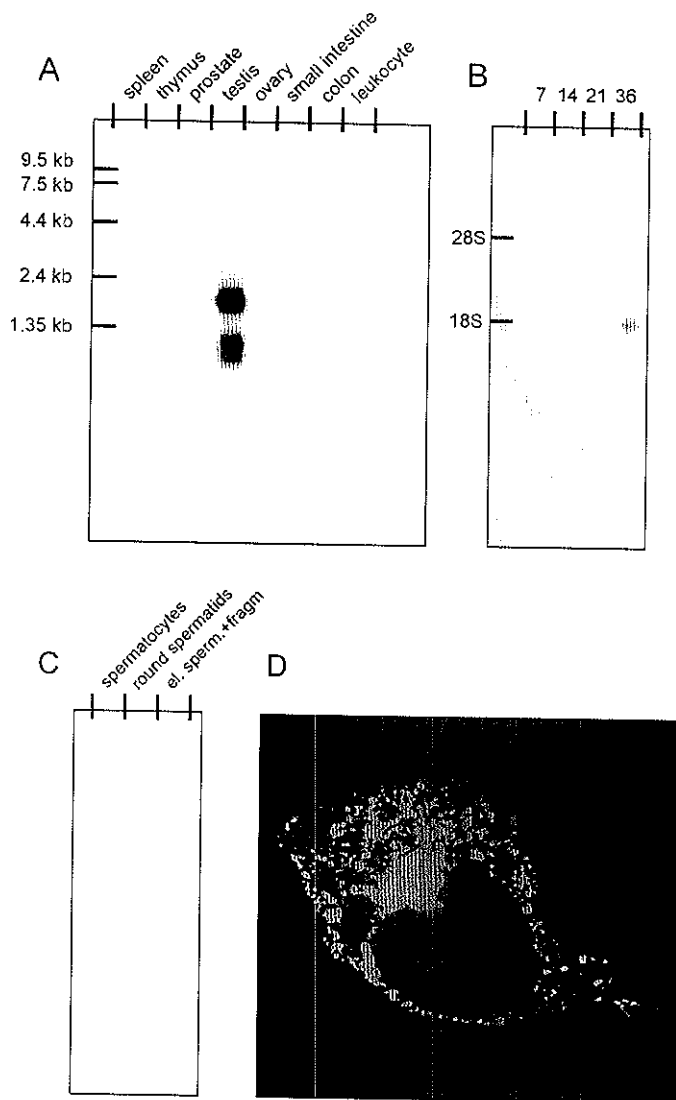 A
spleen
thymus
prostate
testis
ovary
small intestine
colon
leukocyte
9.5 kb
7.5 kb
4.4 kb
2.4 kb
1.35 kb
B
7 14 21 36
28S
18S
C
spermatocytes
round spermatids
el. sperm.+fragm
D